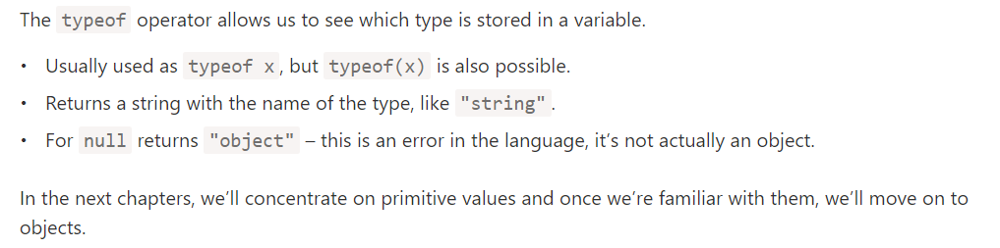 The typeof operator allows us to see which type is stored in a variable.
• Usually used as typeof x, but typeof(x) is also possible.
• Returns a string with the name of the type, like "string".
• For null returns "object" – this is an error in the language, it’s not actually an object.
In the next chapters, we’ll concentrate on primitive values and once we’re familiar with them, we’ll move on to
objects.